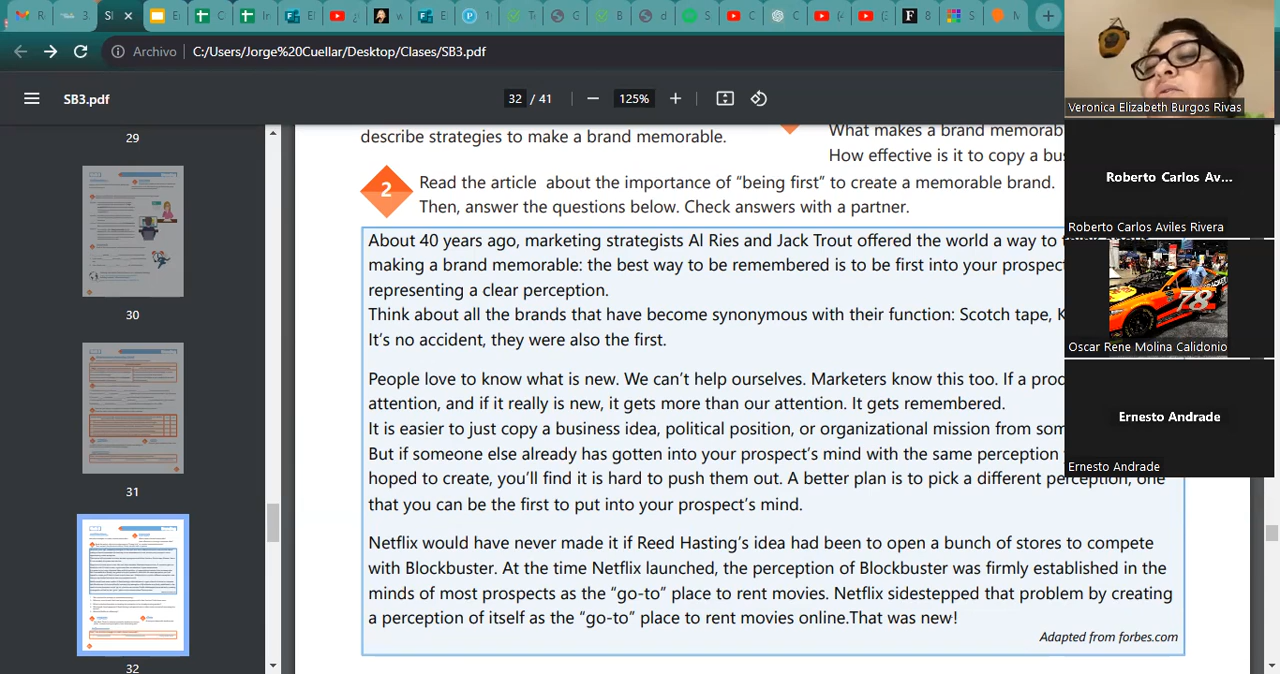 Archivo
C:/Users/Jorge%20Cuellar/Desktop/Clases/SB3.pdf
SB3.pdf
32 / 41
125%
29
30
31
32
describe strategies to make a brand memorable.
What makes a brand
How effective is it to copy a
2
Read the article about the importance of “being first” to create a memorable brand.
Then, answer the questions below. Check answers with a partner.
About 40 years ago, marketing strategists Al Ries and Jack Trout offered the world a way to
making a brand memorable: the best way to be remembered is to be first into your
representing a clear perception.
Think about all the brands that have become synonymous with their function: Scotch tape,
It’s no accident, they were also the first.
People love to know what is new. We can’t help ourselves. Marketers know this too. If a
attention, and if it really is new, it gets more than our attention. It gets remembered.
It is easier to just copy a business idea, political position, or organizational mission from
But if someone else already has gotten into your prospect’s mind with the same perception
hoped to create, you’ll find it is hard to push them out. A better plan is to pick a different perception, one
that you can be the first to put into your prospect’s mind.
Netflix would have never made it if Reed Hasting’s idea had been to open a bunch of stores to compete
with Blockbuster. At the time Netflix launched, the perception of Blockbuster was firmly established in the
minds of most prospects as the “go-to” place to rent movies. Netflix sidestepped that problem by creating
a perception of itself as the “go-to” place to rent movies online.That was new!
Adapted from forbes.com
Veronica Elizabeth Burgos Rivas
Roberto Carlos Av...
Roberto Carlos Aviles Rivera
78
Oscar Rene Molina Calidonio
Ernesto Andrade
Ernesto Andrade